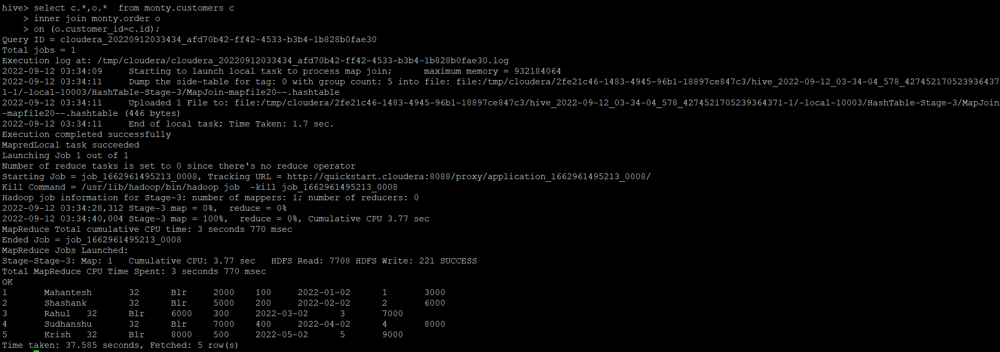 hive> select c.*,o.*  from monty.customers c
    > inner join monty.order o
    > on (o.customer_id=c.id);
Query ID = cloudera_20220912033434_afd70b42-ff42-4533-b3b4-1b828b0fae30
Total jobs = 1
Execution log at: /tmp/cloudera/cloudera_20220912033434_afd70b42-ff42-4533-b3b4-1b828b0fae30.log
2022-09-12 03:34:09     Starting to launch local task to process map join;      maximum memory = 932184064
2022-09-12 03:34:11     Dump the side-table for tag: 0 with group count: 5 into file: file:/tmp/cloudera/2fe21c46-1483-4945-96b1-18897ce847c3/hive_2022-09-12_03-34-04_578_427452170523936437
1-1/-local-10003/HashTable-Stage-3/MapJoin-mapfile20--.hashtable
2022-09-12 03:34:11     Uploaded 1 File to: file:/tmp/cloudera/2fe21c46-1483-4945-96b1-18897ce847c3/hive_2022-09-12_03-34-04_578_4274521705239364371-1/-local-10003/HashTable-Stage-3/MapJoin
-mapfile20--.hashtable (446 bytes)
2022-09-12 03:34:11     End of local task; Time Taken: 1.7 sec.
Execution completed successfully
MapredLocal task succeeded
Launching Job 1 out of 1
Number of reduce tasks is set to 0 since there's no reduce operator
Starting Job = job_1662961495213_0008, Tracking URL = http://quickstart.cloudera:8088/proxy/application_1662961495213_0008/
Kill Command = /usr/lib/hadoop/bin/hadoop job  -kill job_1662961495213_0008
Hadoop job information for Stage-3: number of mappers: 1; number of reducers: 0
2022-09-12 03:34:28,312 Stage-3 map = 0%,  reduce = 0%
2022-09-12 03:34:40,004 Stage-3 map = 100%,  reduce = 0%, Cumulative CPU 3.77 sec
MapReduce Total cumulative CPU time: 3 seconds 770 msec
Ended Job = job_1662961495213_0008
MapReduce Jobs Launched:
Stage-Stage-3: Map: 1   Cumulative CPU: 3.77 sec   HDFS Read: 7708 HDFS Write: 221 SUCCESS
Total MapReduce CPU Time Spent: 3 seconds 770 msec
OK
1       Mahantesh       32      Blr     2000    100     2022-01-02      1       3000
2       Shashank        32      Blr     5000    200     2022-02-02      2       6000
3       Rahul   32      Blr     6000    300     2022-03-02      3       7000
4       Sudhanshu       32      Blr     7000    400     2022-04-02      4       8000
5       Krish   32      Blr     8000    500     2022-05-02      5       9000
Time taken: 37.585 seconds, Fetched: 5 row(s)